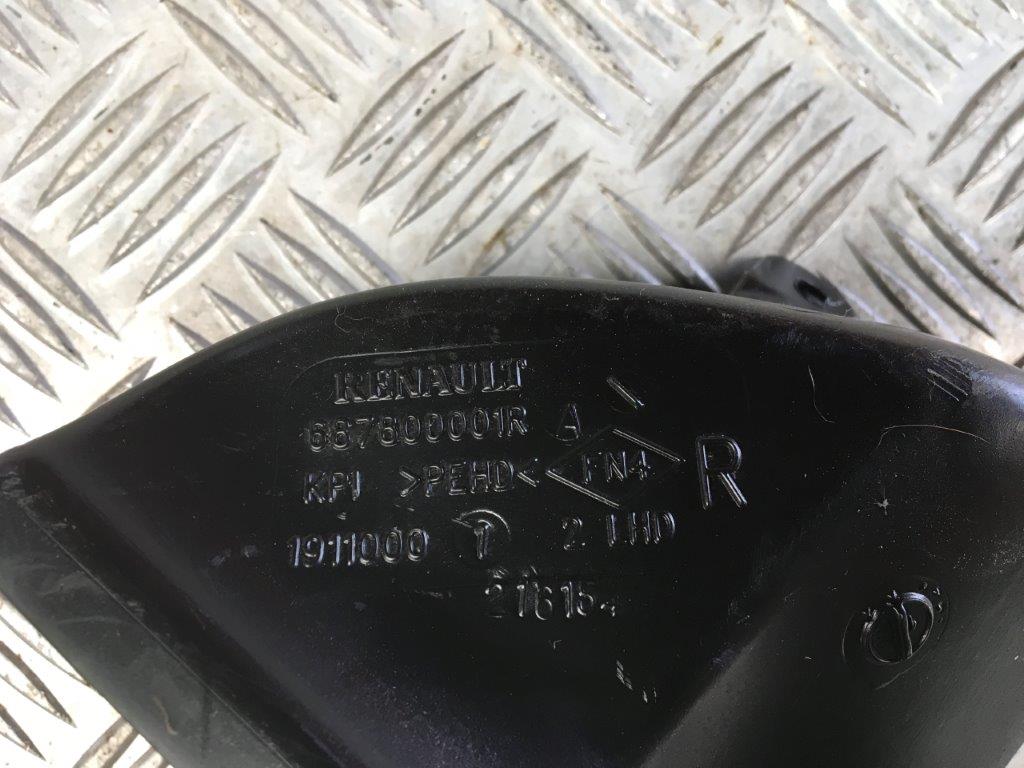 RENAULT
687600001R A
KPI >PEHD< FN4 R
1911000 2 LHD
21615